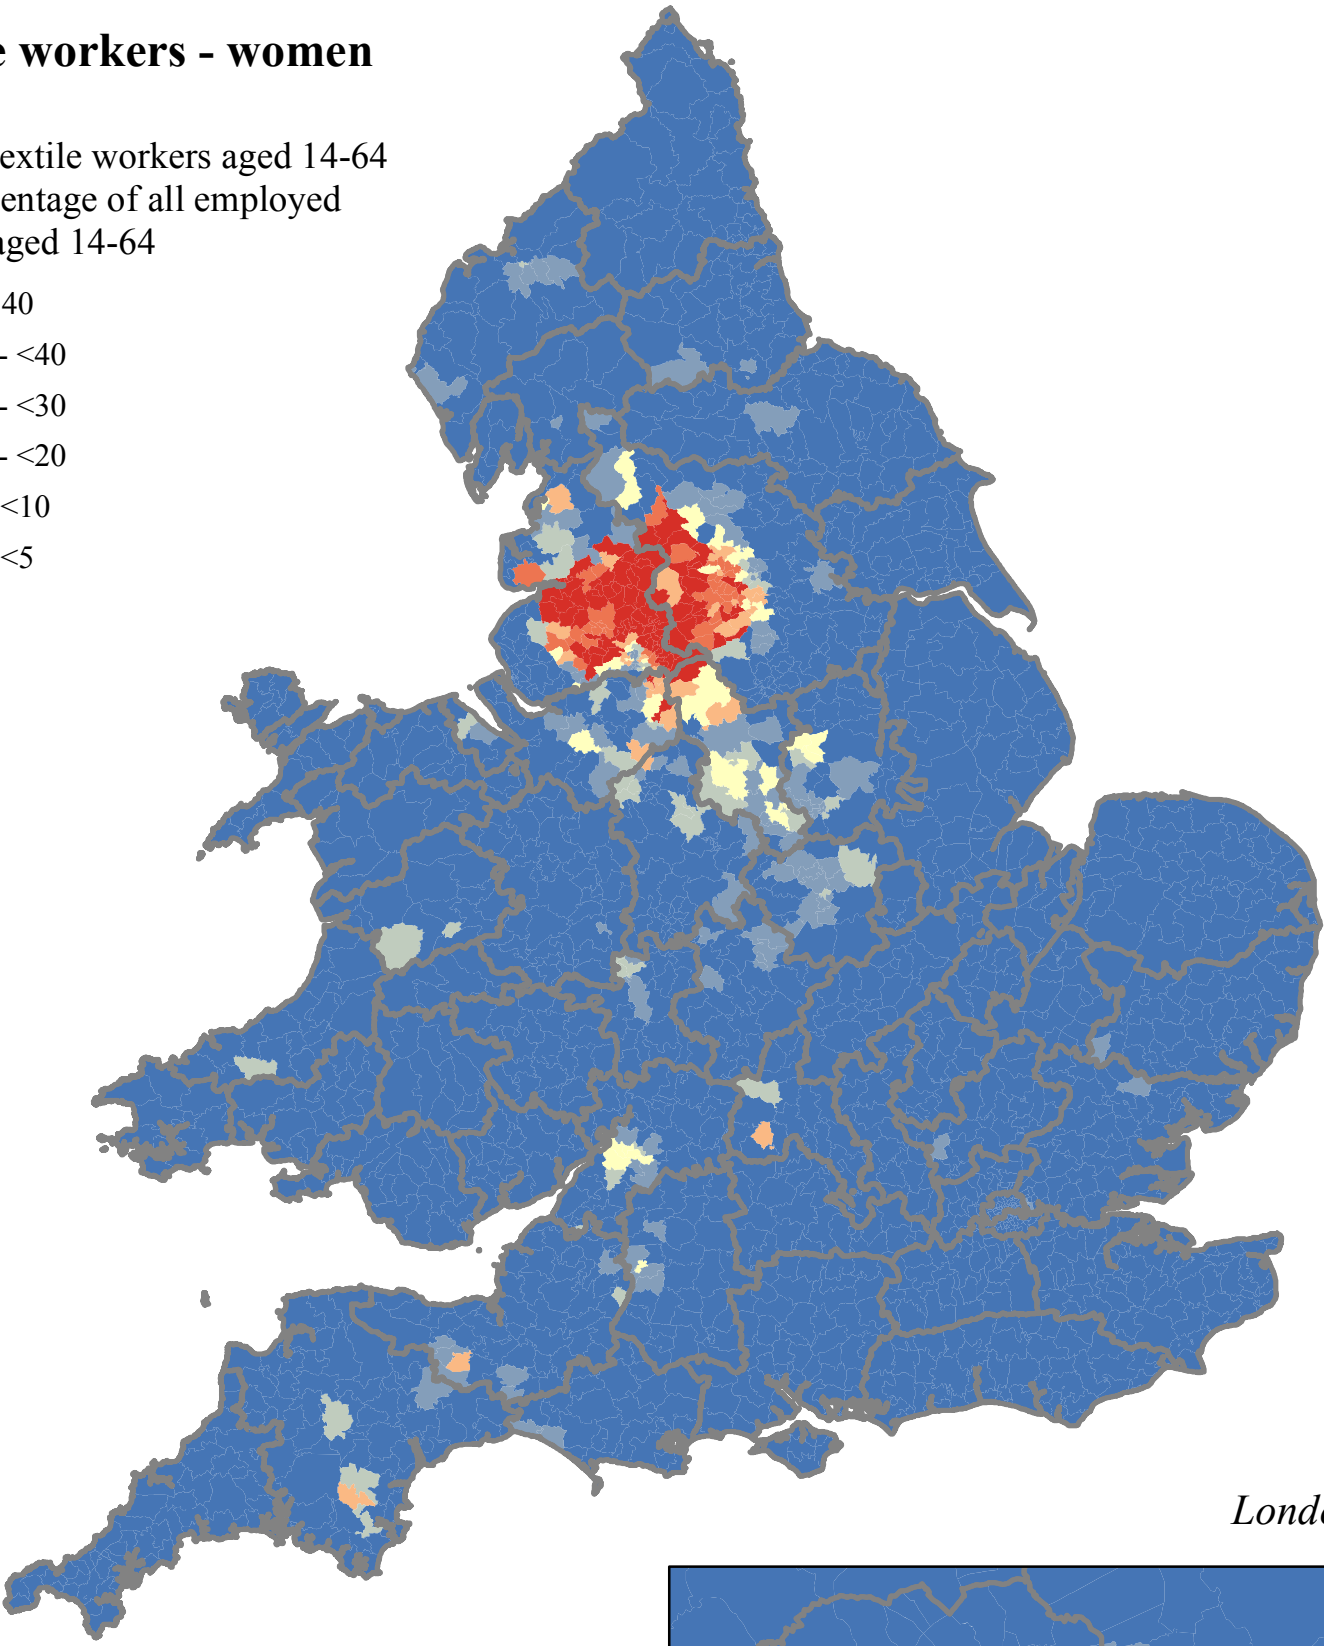 e workers - women
extile workers aged 14-64
entage of all employed
aged 14-64
40
- <40
- <30
- <20
<10
<5
Londo